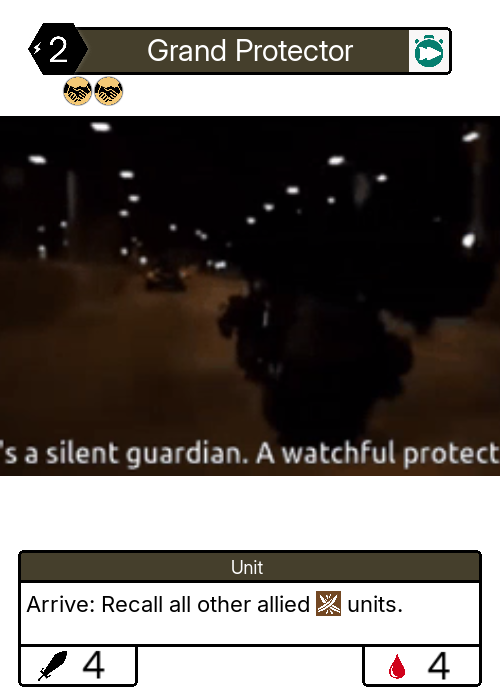 2
Grand Protector
's a silent guardian. A watchful protect
Unit
Arrive: Recall all other allied units.
4
4